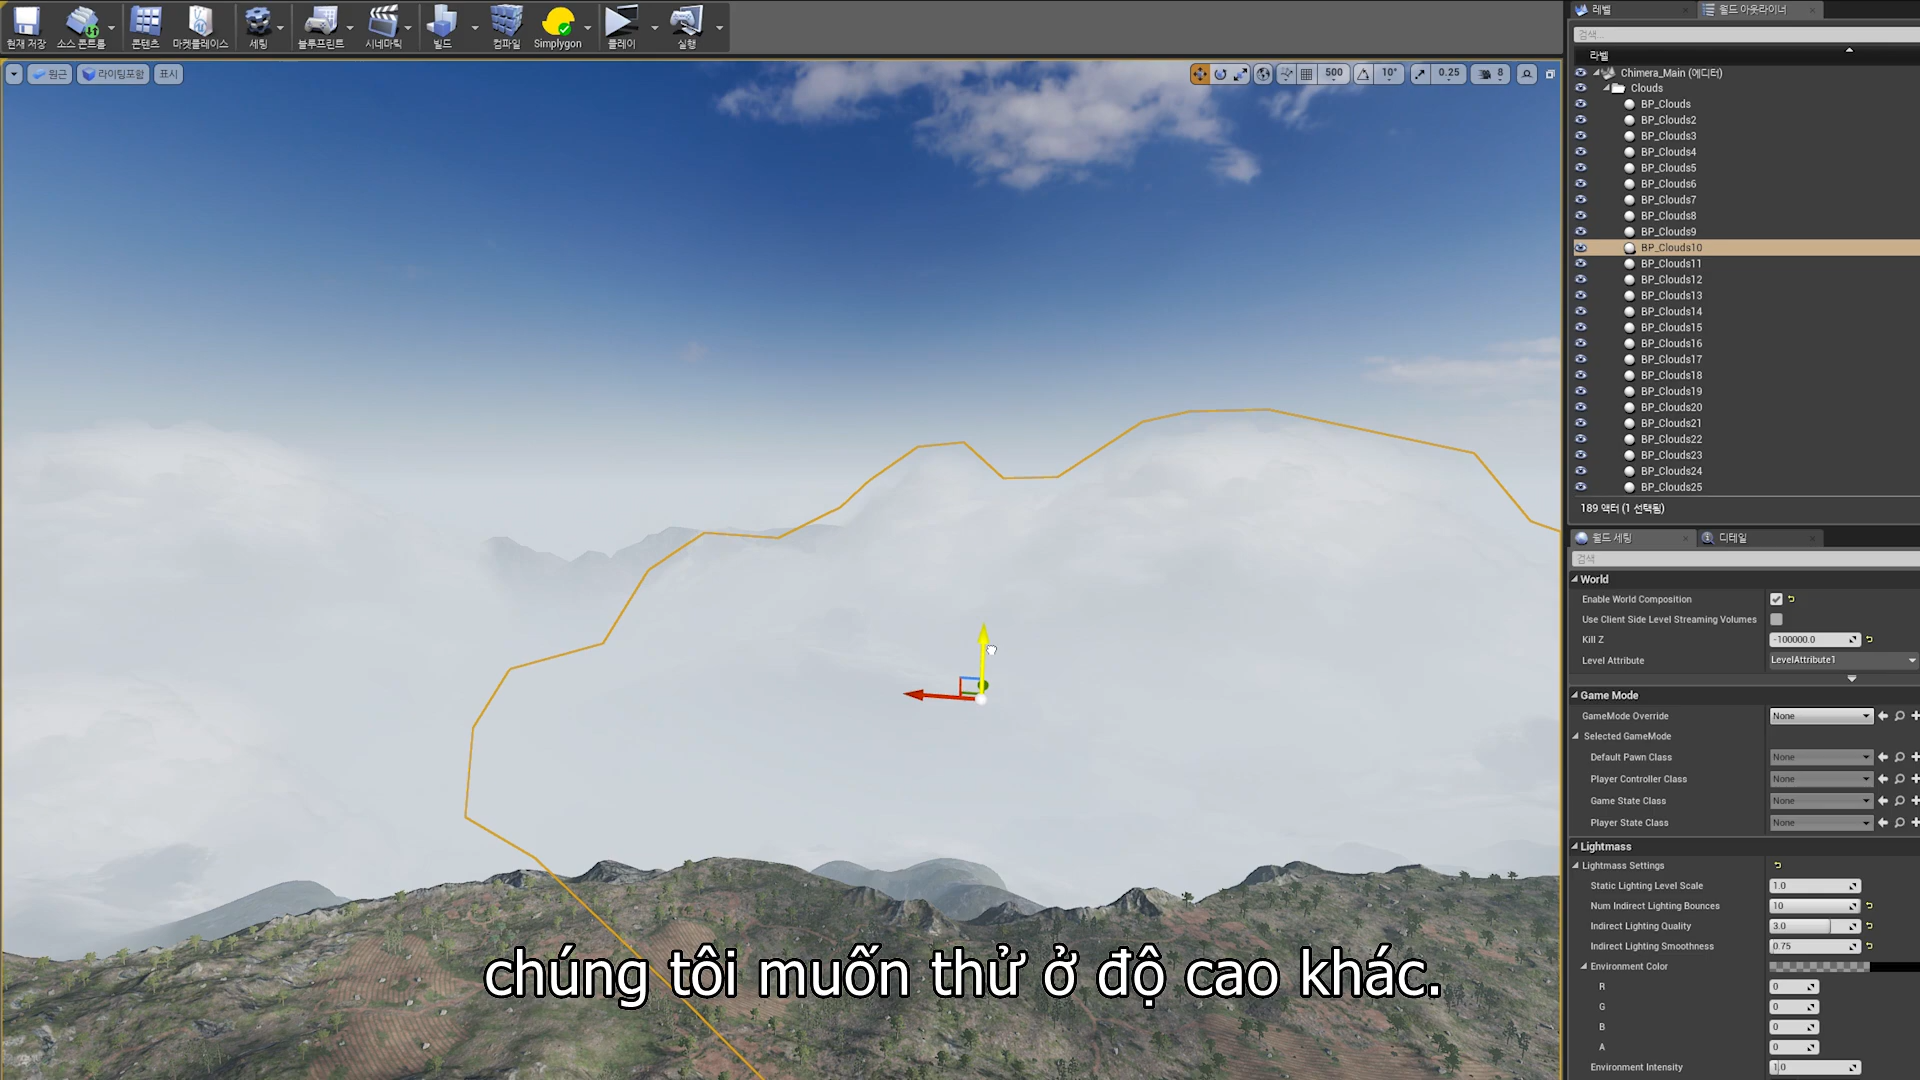 현재 저장
소스 콘트롤
콘텐츠
마켓플레이스
세팅
블루프린트
시네마틱
빌드
컴파일
Simplygon
플레이
실행
원근
라이팅포함
표시
500
10°
0.25
8
레벨
월드 아웃라이너
검색...
라벨
Chimera_Main (에디터)
Clouds
BP_Clouds
BP_Clouds2
BP_Clouds3
BP_Clouds4
BP_Clouds5
BP_Clouds6
BP_Clouds7
BP_Clouds8
BP_Clouds9
BP_Clouds10
BP_Clouds11
BP_Clouds12
BP_Clouds13
BP_Clouds14
BP_Clouds15
BP_Clouds16
BP_Clouds17
BP_Clouds18
BP_Clouds19
BP_Clouds20
BP_Clouds21
BP_Clouds22
BP_Clouds23
BP_Clouds24
BP_Clouds25
189 액터 (1 선택됨)
월드 세팅
디테일
검색
World
Enable World Composition
Use Client Side Level Streaming Volumes
Kill Z -100000.0
Level Attribute LevelAttribute1
Game Mode
GameMode Override None
Selected GameMode
Default Pawn Class None
Player Controller Class None
Game State Class None
Player State Class None
Lightmass
Lightmass Settings
Static Lighting Level Scale 1.0
Num Indirect Lighting Bounces 10
Indirect Lighting Quality 3.0
Indirect Lighting Smoothness 0.75
Environment Color
R 0
G 0
B 0
A 0
Environment Intensity 1.0
chúng tôi muốn thử ở độ cao khác.